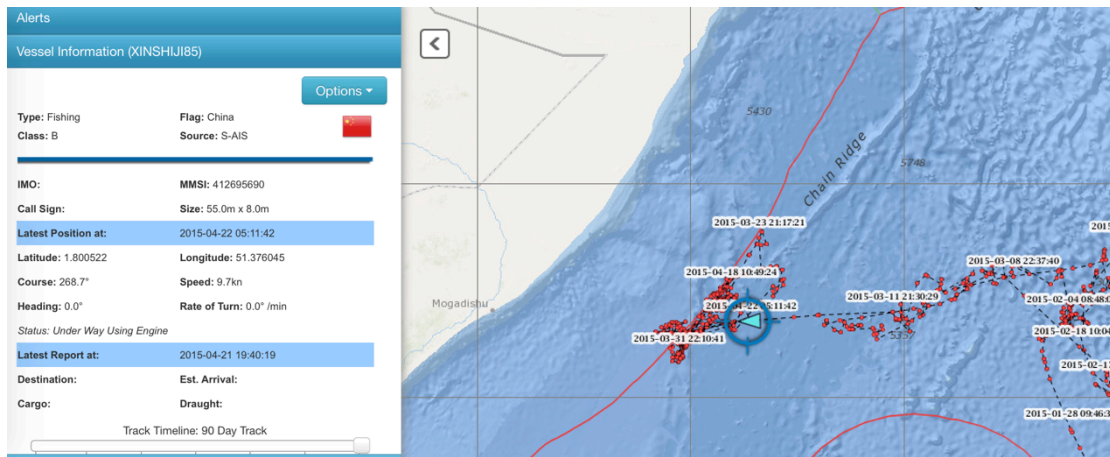 Alerts
Vessel Information (XINSHIJI85)
Options
Type: Fishing Flag: China
Class: B Source: S-AIS
IMO: MMSI: 412695690
Call Sign: Size: 55.0m x 8.0m
Latest Position at: 2015-04-22 05:11:42
Latitude: 1.800522 Longitude: 51.376045
Course: 268.7° Speed: 9.7kn
Heading: 0.0° Rate of Turn: 0.0° /min
Status: Under Way Using Engine
Latest Report at: 2015-04-21 19:40:19
Destination: Est. Arrival:
Cargo: Draught:
Track Timeline: 90 Day Track
5430
Chain Ridge
5748
2015-03-23 21:17:21
2015-03-08 22:37:40
2015-04-18 10:49:24
2015-03-11 21:30:29
Mogadishu
05:11:42
2015-03-31 22:10:41
2015-02-04 08:48:
2015-02-18 10:04
5357
2015-02-1
2015-01-28 09:46:3